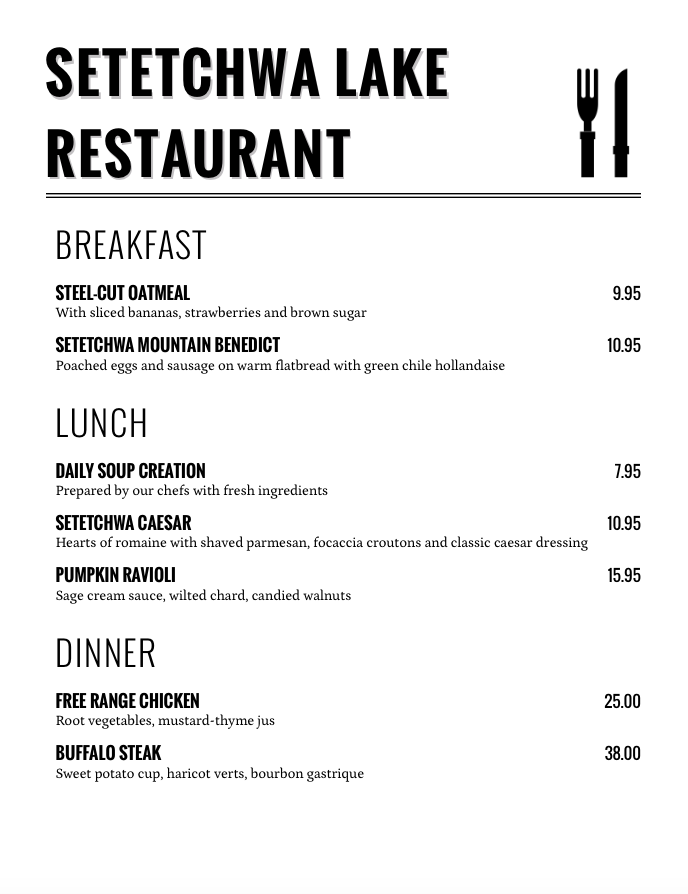 SETETCHWA LAKE
RESTAURANT
BREAKFAST
STEEL-CUT OATMEAL 9.95
With sliced bananas, strawberries and brown sugar
SETETCHWA MOUNTAIN BENEDICT 10.95
Poached eggs and sausage on warm flatbread with green chile hollandaise
LUNCH
DAILY SOUP CREATION 7.95
Prepared by our chefs with fresh ingredients
SETETCHWA CAESAR 10.95
Hearts of romaine with shaved parmesan, focaccia croutons and classic caesar dressing
PUMPKIN RAVIOLI 15.95
Sage cream sauce, wilted chard, candied walnuts
DINNER
FREE RANGE CHICKEN 25.00
Root vegetables, mustard-thyme jus
BUFFALO STEAK 38.00
Sweet potato cup, haricot verts, bourbon gastrique